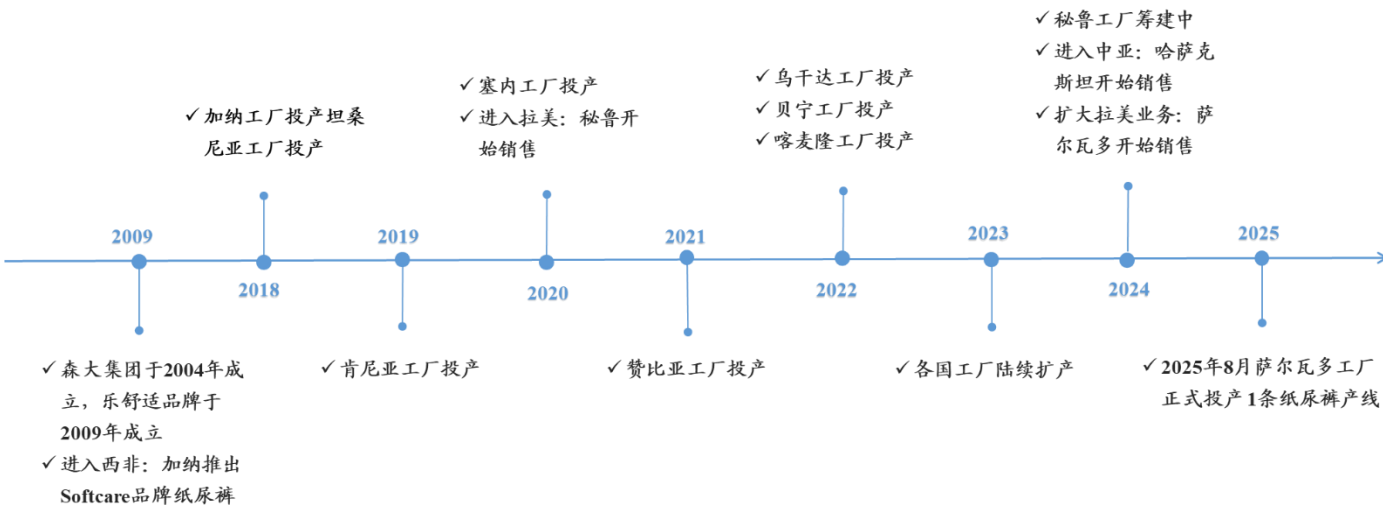 ✓秘鲁工厂筹建中
✓进入中亚：哈萨克
斯坦开始销售
✓扩大拉美业务：萨
尔瓦多开始销售
✓乌干达工厂投产
✓贝宁工厂投产
✓喀麦隆工厂投产
✓塞内工厂投产
✓进入拉美：秘鲁开
始销售
✓加纳工厂投产坦桑
尼亚工厂投产
2009
2019
2021
2023
2025
2018
2020
2022
2024
✓森大集团于2004年成
立，乐舒适品牌于
2009年成立
✓进入西非：加纳推出
Softcare品牌纸尿裤
✓肯尼亚工厂投产
✓赞比亚工厂投产
✓各国工厂陆续扩产
✓2025年8月萨尔瓦多工厂
正式投产1条纸尿裤产线